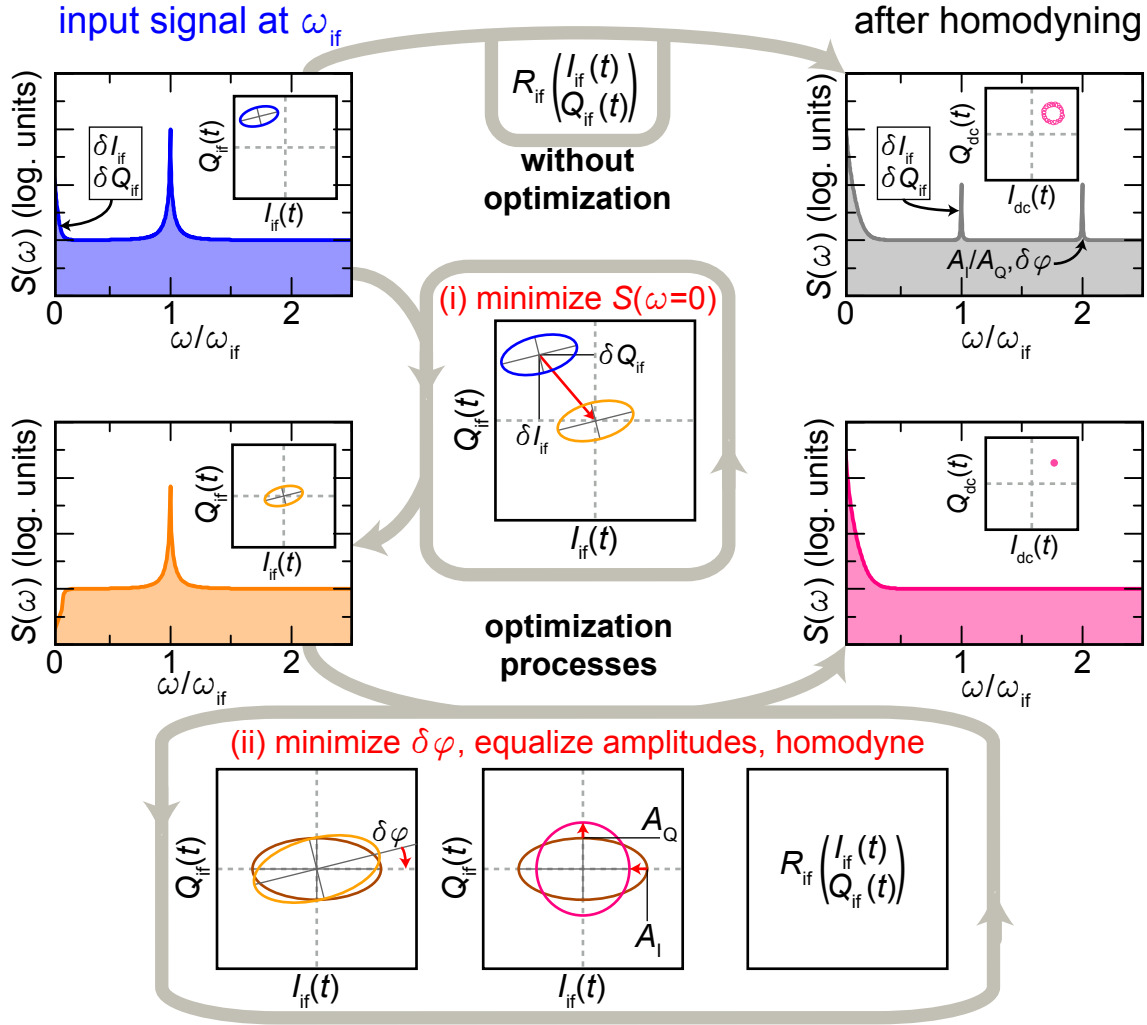 input signal at ω_if
after homodyning
R_if (I_if(t)
Q_if(t))
without
optimization
S(ω) (log. units)
δI_if
δQ_if
Q_if(t)
I_if(t)
0 1 2
ω/ω_if
S(ω) (log. units)
δI_if
δQ_if
Q_dc(t)
I_dc(t)
A_I/A_Q, δφ
0 1 2
ω/ω_if
(i) minimize S(ω=0)
δQ_if
Q_if(t)
δI_if
I_if(t)
S(ω) (log. units)
Q_if(t)
I_if(t)
0 1 2
ω/ω_if
S(ω) (log. units)
Q_dc(t)
I_dc(t)
0 1 2
ω/ω_if
optimization
processes
(ii) minimize δφ, equalize amplitudes, homodyne
δφ
Q_if(t)
I_if(t)
A_Q
Q_if(t)
A_I
I_if(t)
R_if (I_if(t)
Q_if(t))